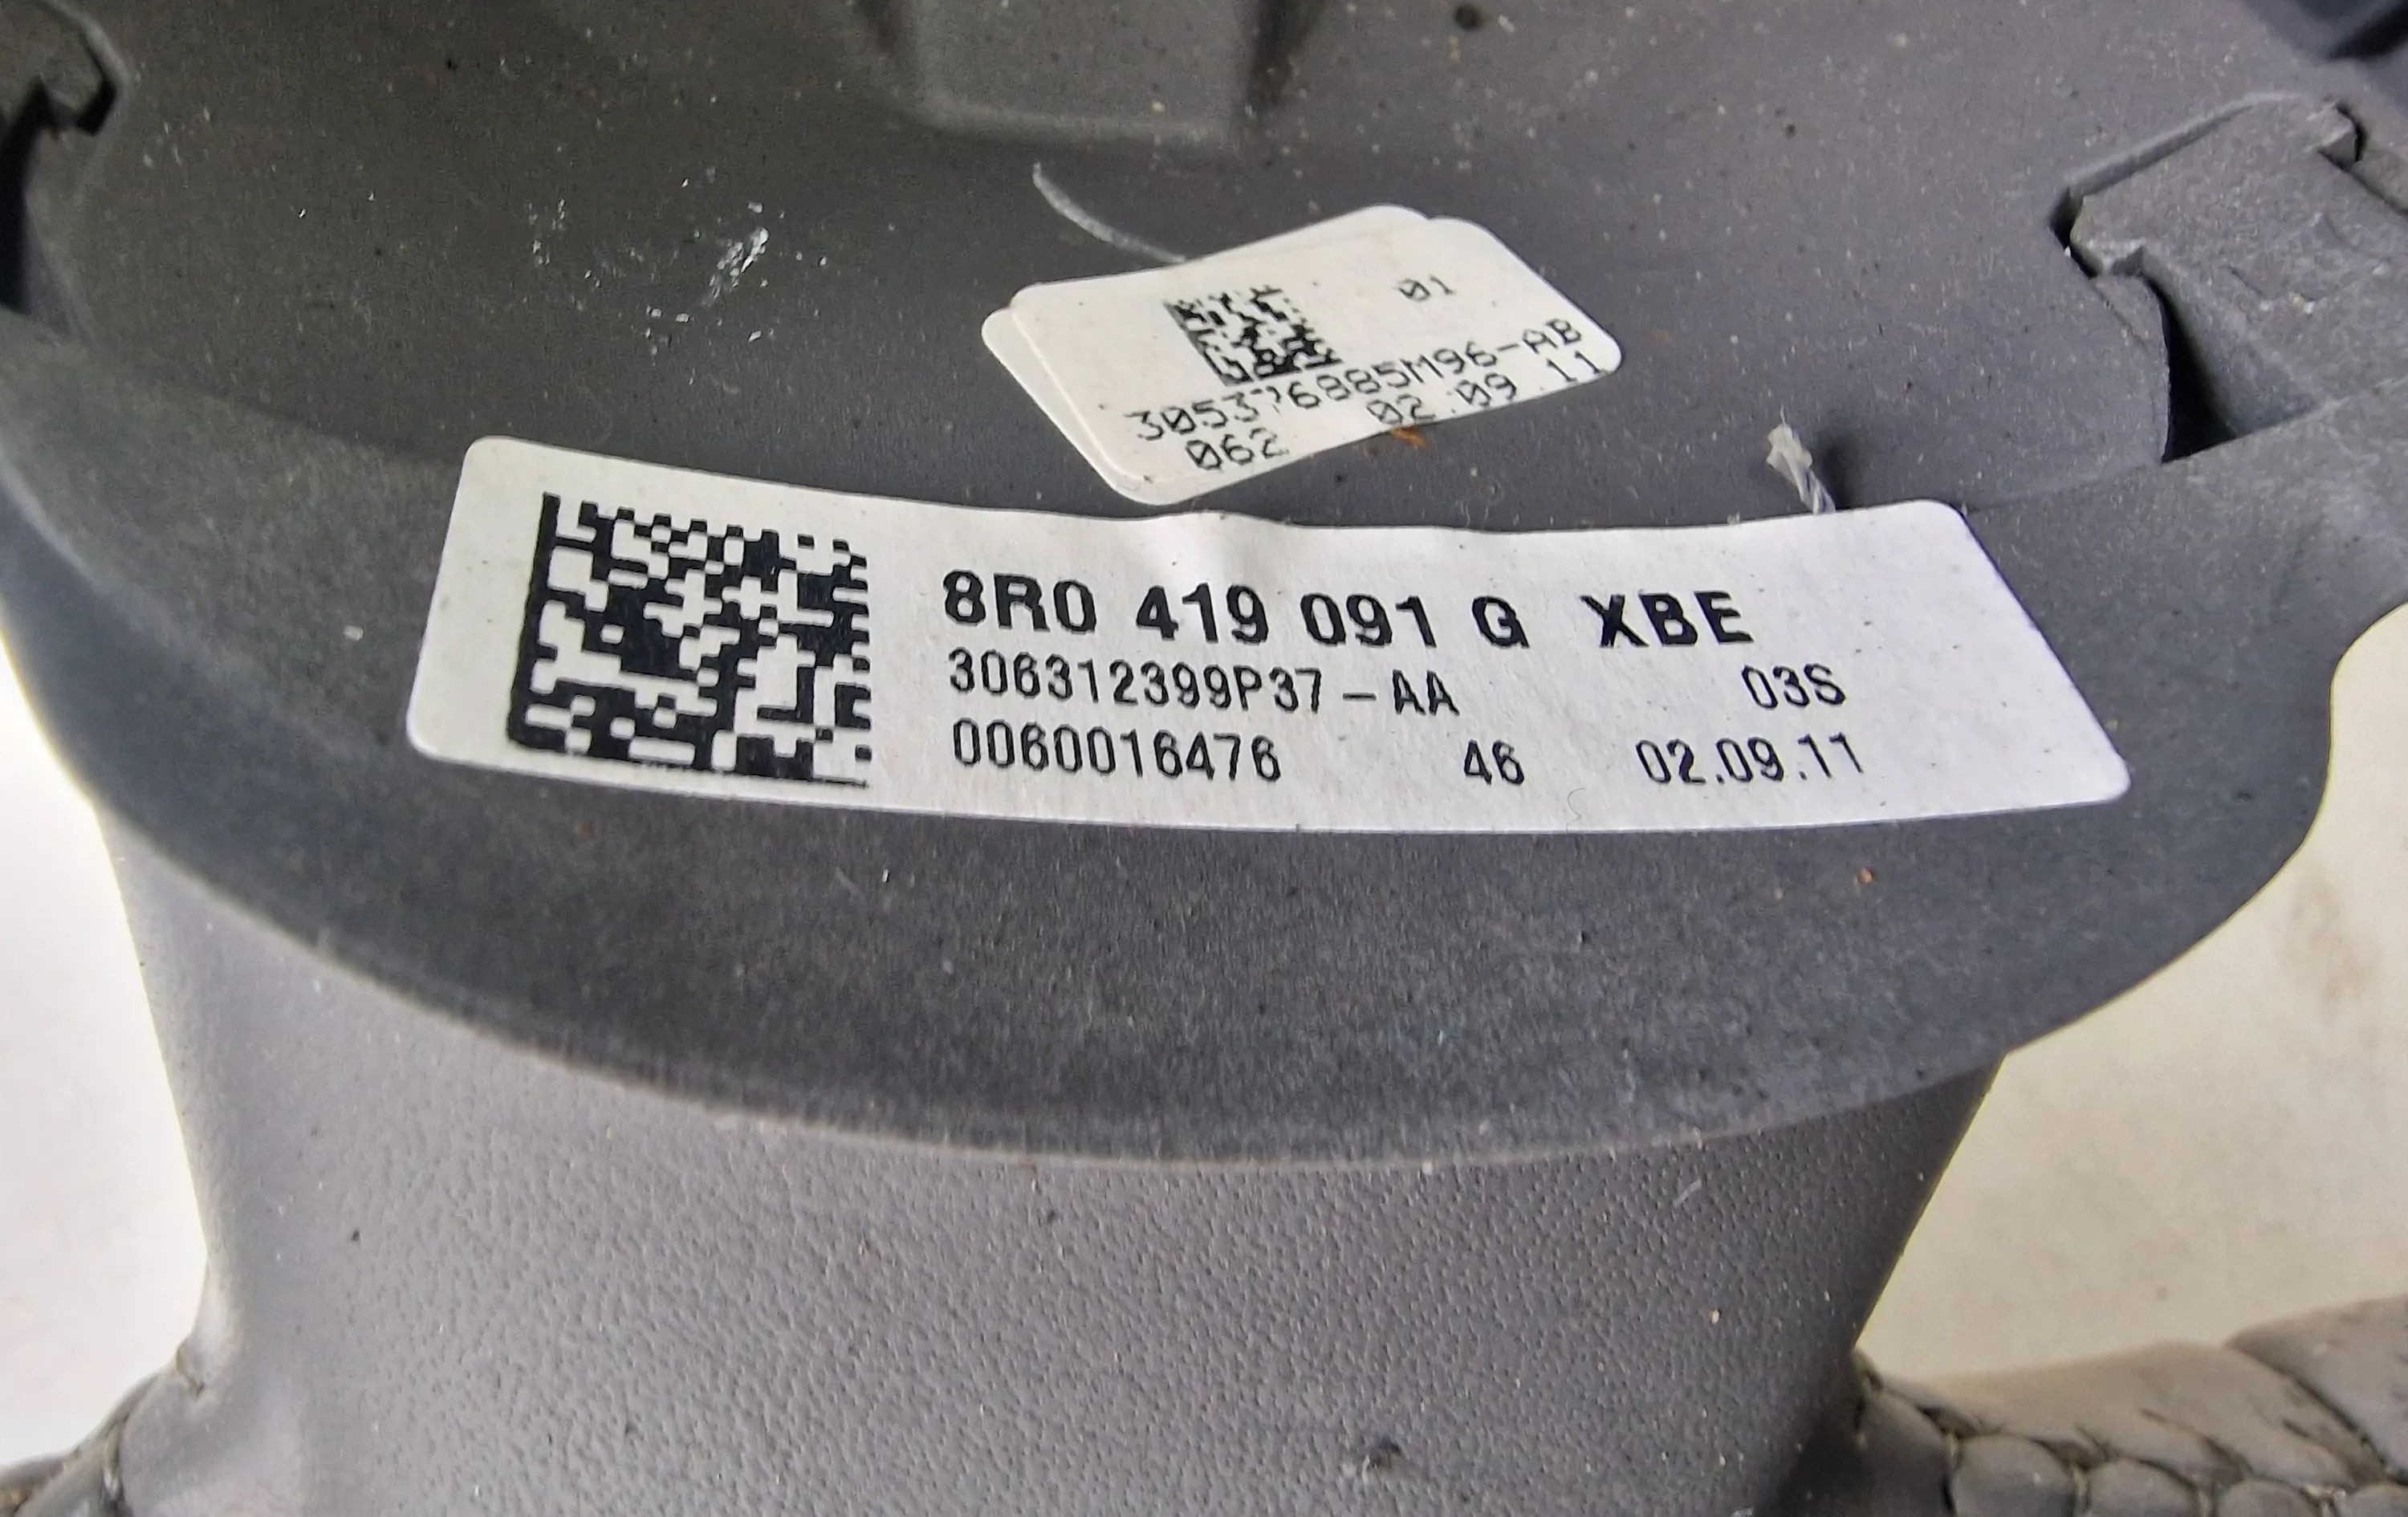 01
305376885M96-AB
062 02.09.11
8R0 419 091 G XBE
306312399P37-AA 03S
0060016476 46 02.09.11